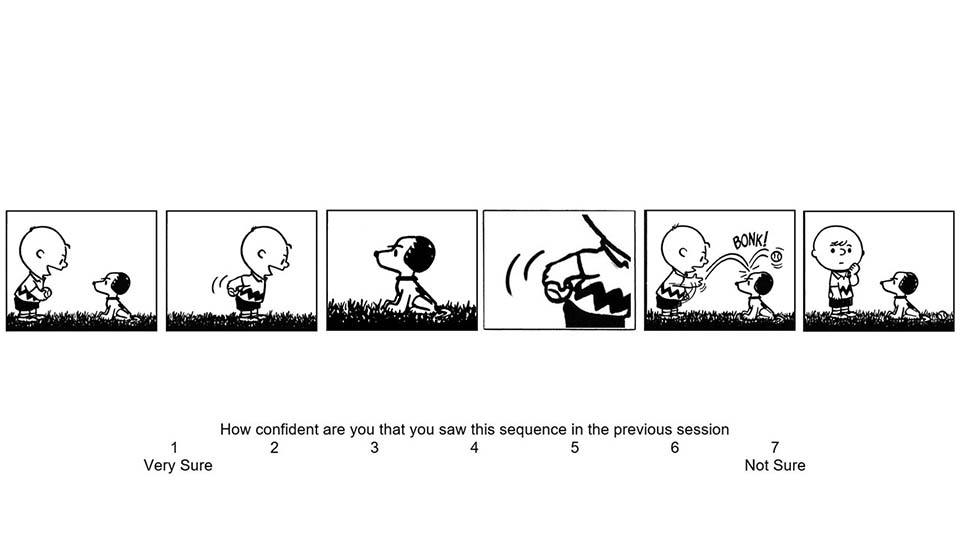 BONK!
How confident are you that you saw this sequence in the previous session
1 2 3 4 5 6 7
Very Sure Not Sure